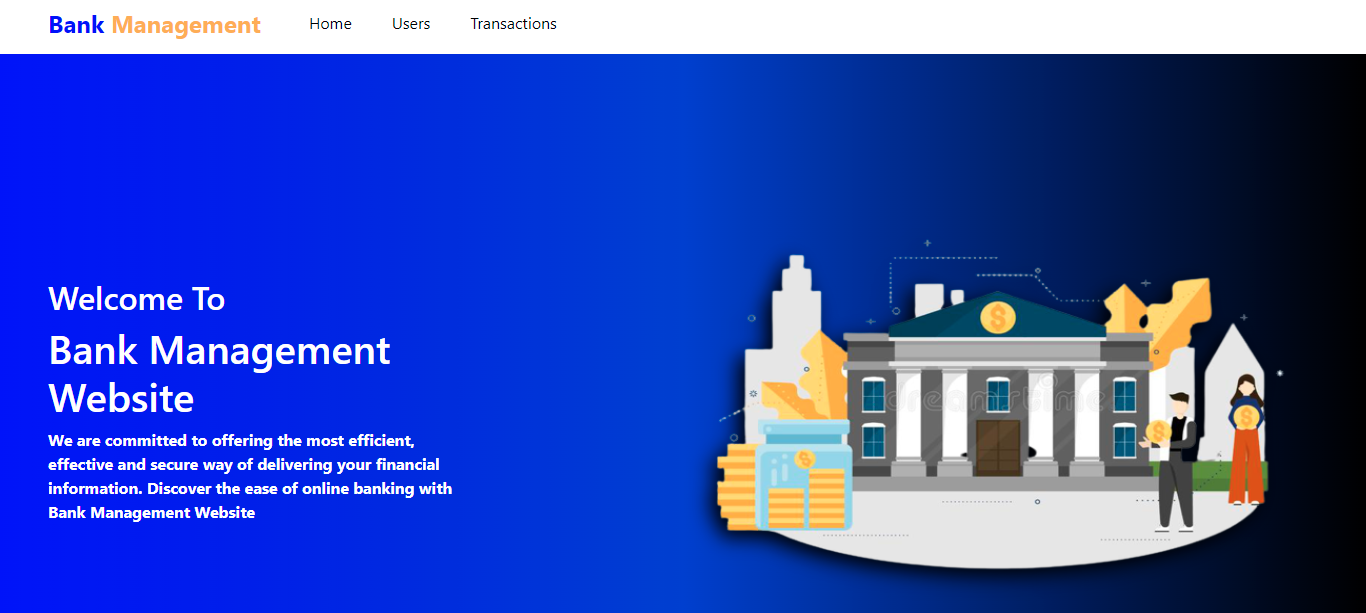 Bank Management
Home
Users
Transactions
Welcome To
Bank Management
Website
We are committed to offering the most efficient,
effective and secure way of delivering your financial
information. Discover the ease of online banking with
Bank Management Website
$
dreamstime
$
$
$